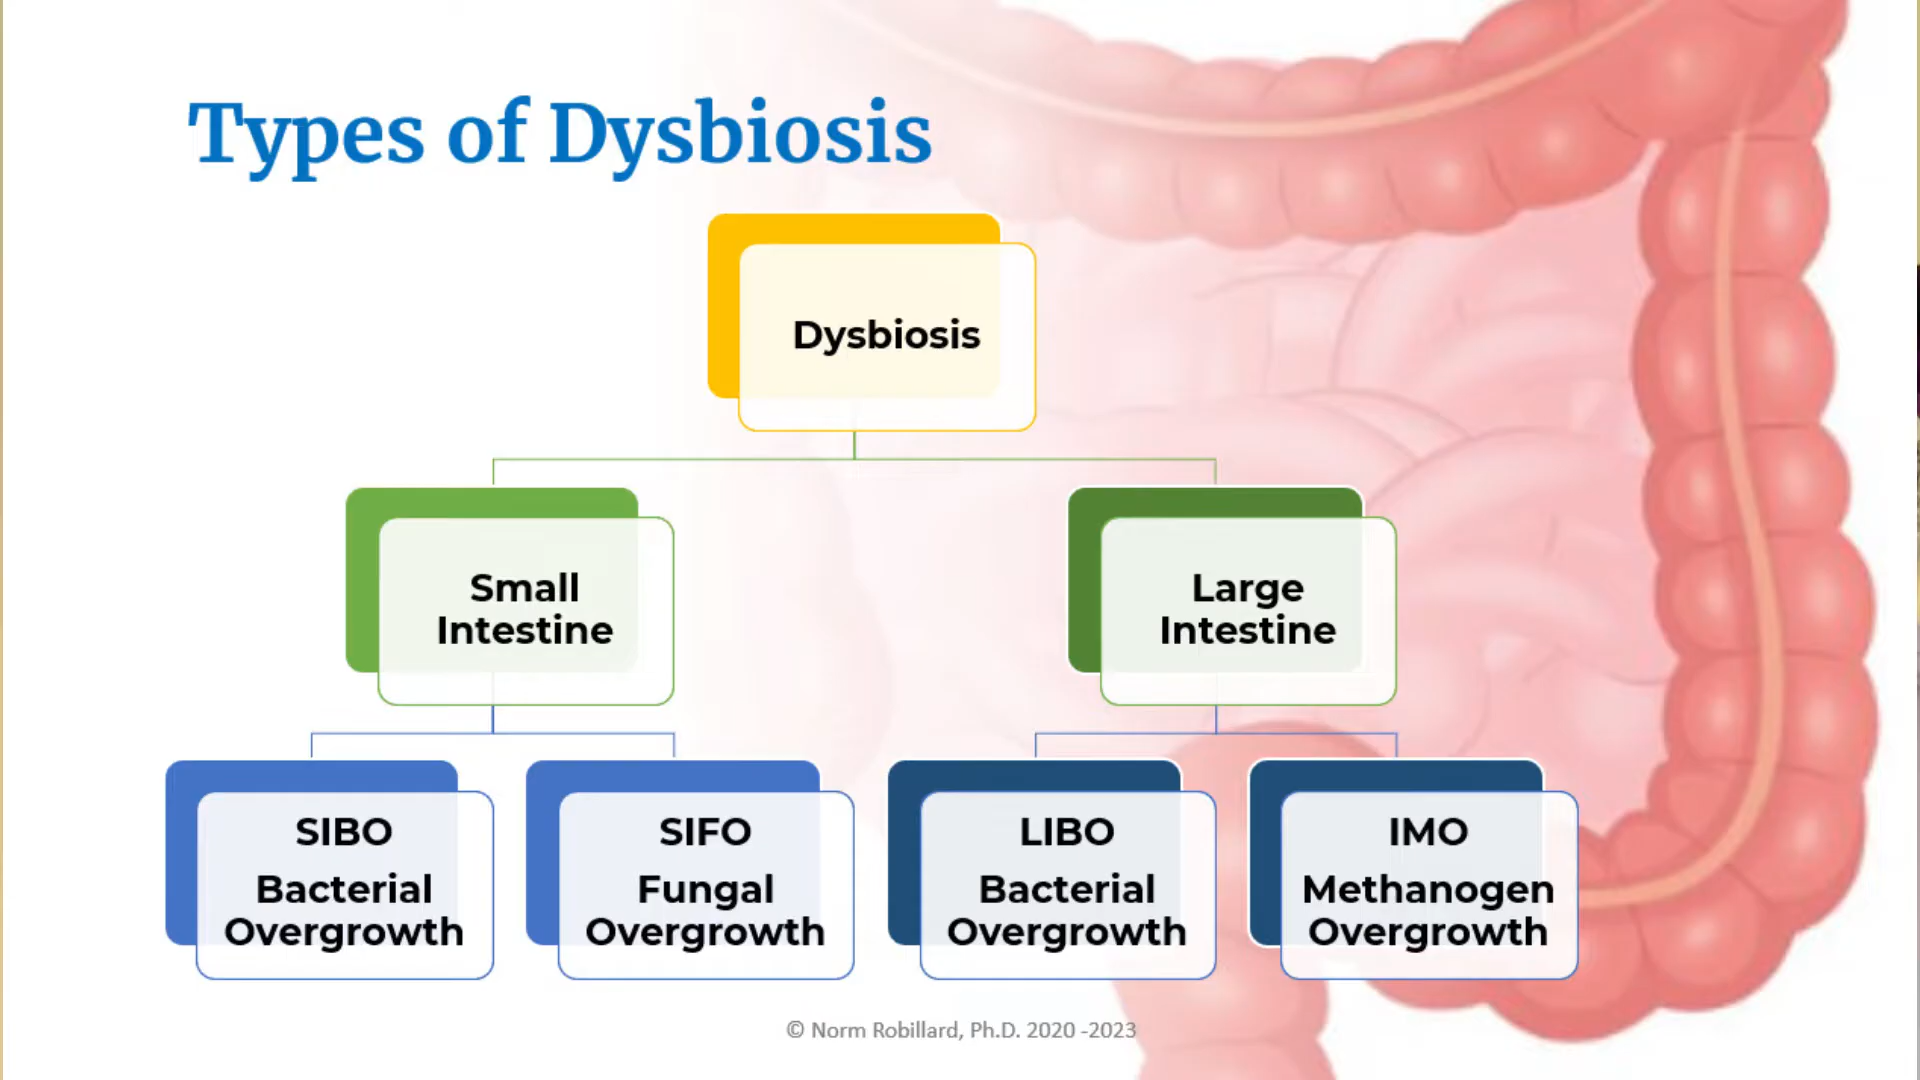 Types of Dysbiosis
Dysbiosis
Small
Intestine
Large
Intestine
SIBO
Bacterial
Overgrowth
SIFO
Fungal
Overgrowth
LIBO
Bacterial
Overgrowth
IMO
Methanogen
Overgrowth
© Norm Robillard, Ph.D. 2020 -2023